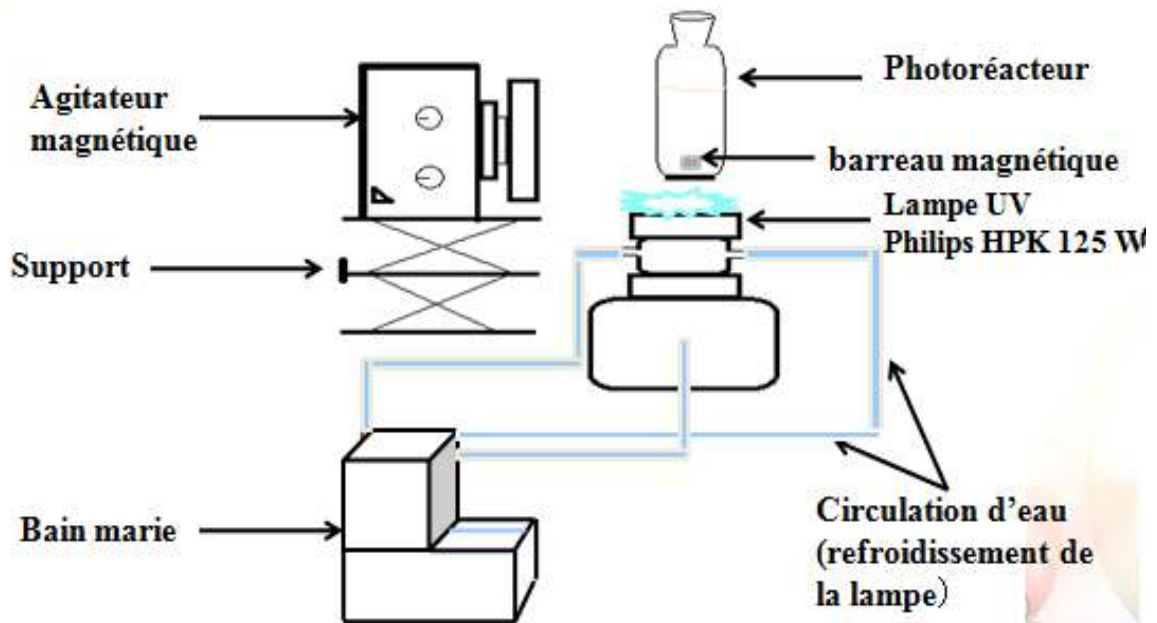 Agitateur
magnétique
Support
Bain marie
Photoréacteur
barreau magnétique
Lampe UV
Philips HPK 125 W
Circulation d’eau
(refroidissement de
la lampe)